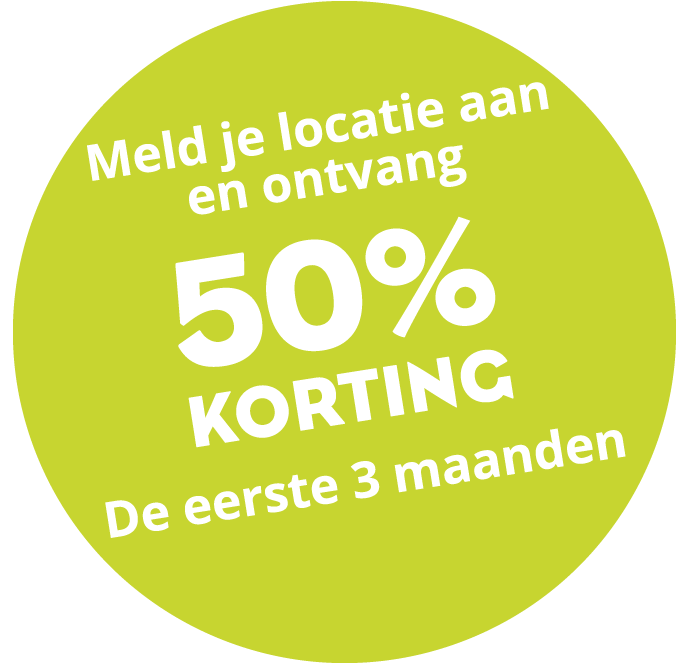 Meld je locatie aan
en ontvang
50%
KORTING
De eerste 3 maanden